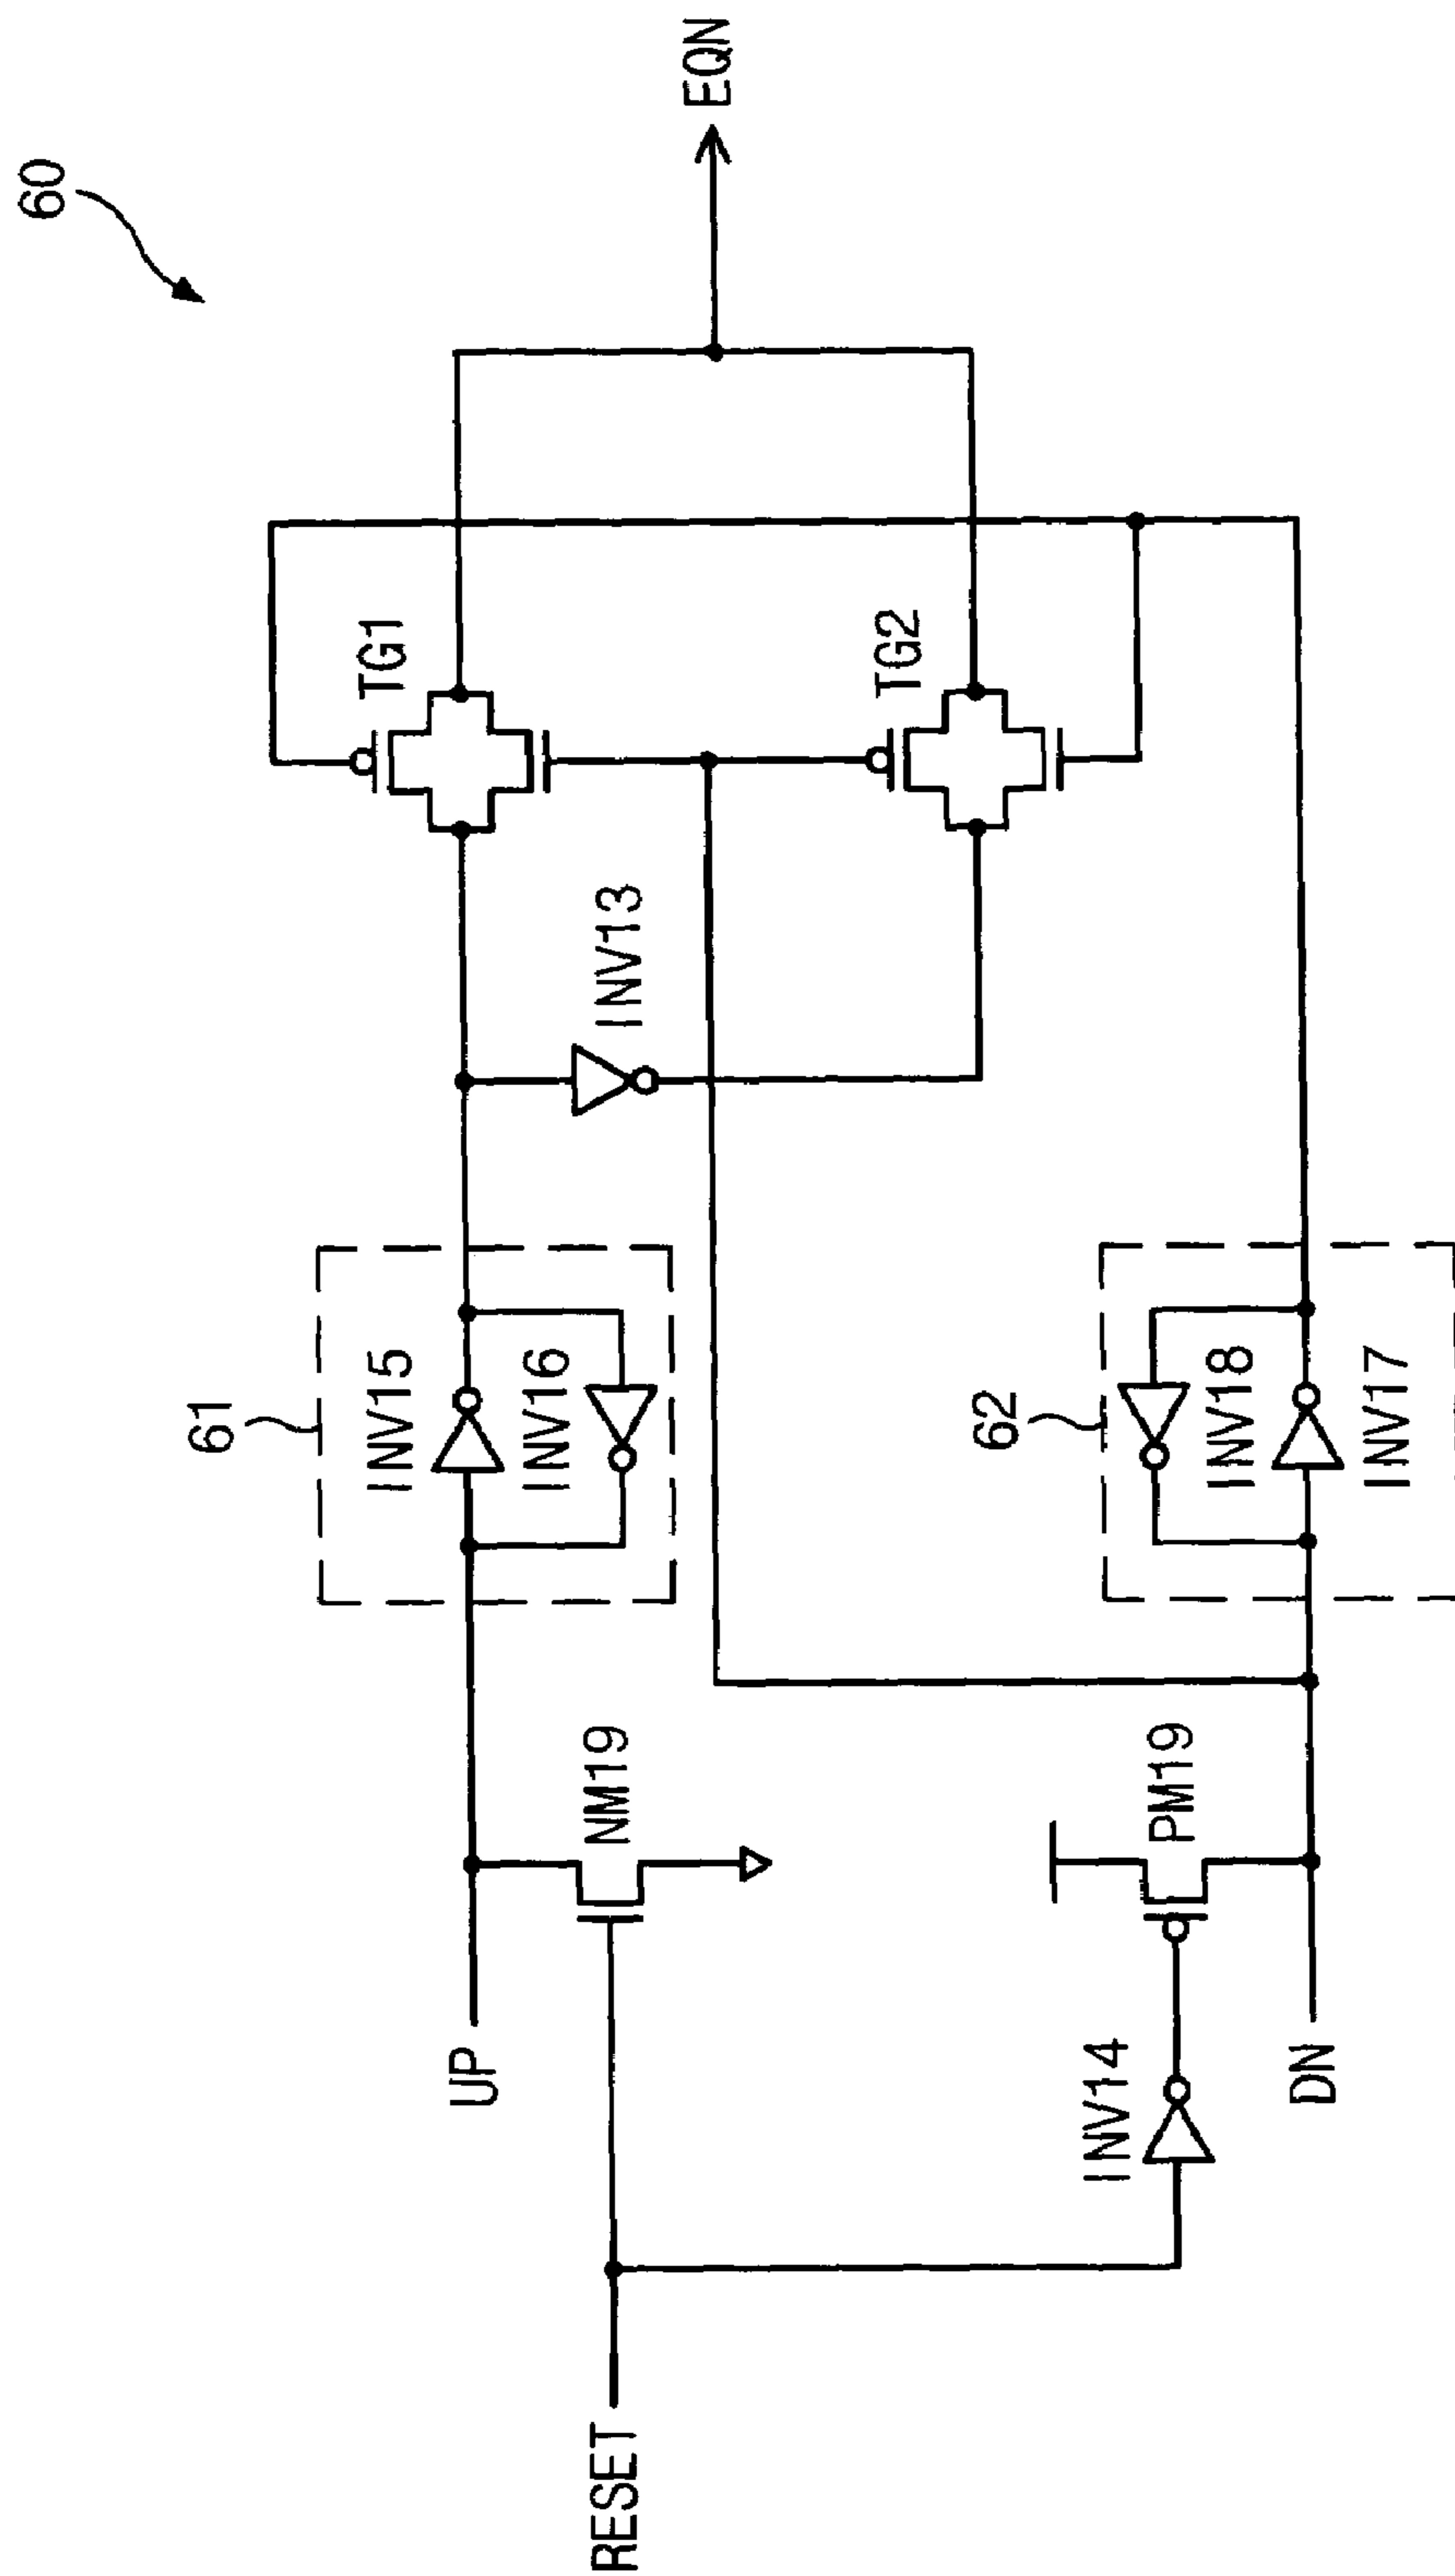 60
EQN
TG1
TG2
INV13
61
INV15
INV16
62
INV18
INV17
NM19
PM19
UP
INV14
DN
RESET